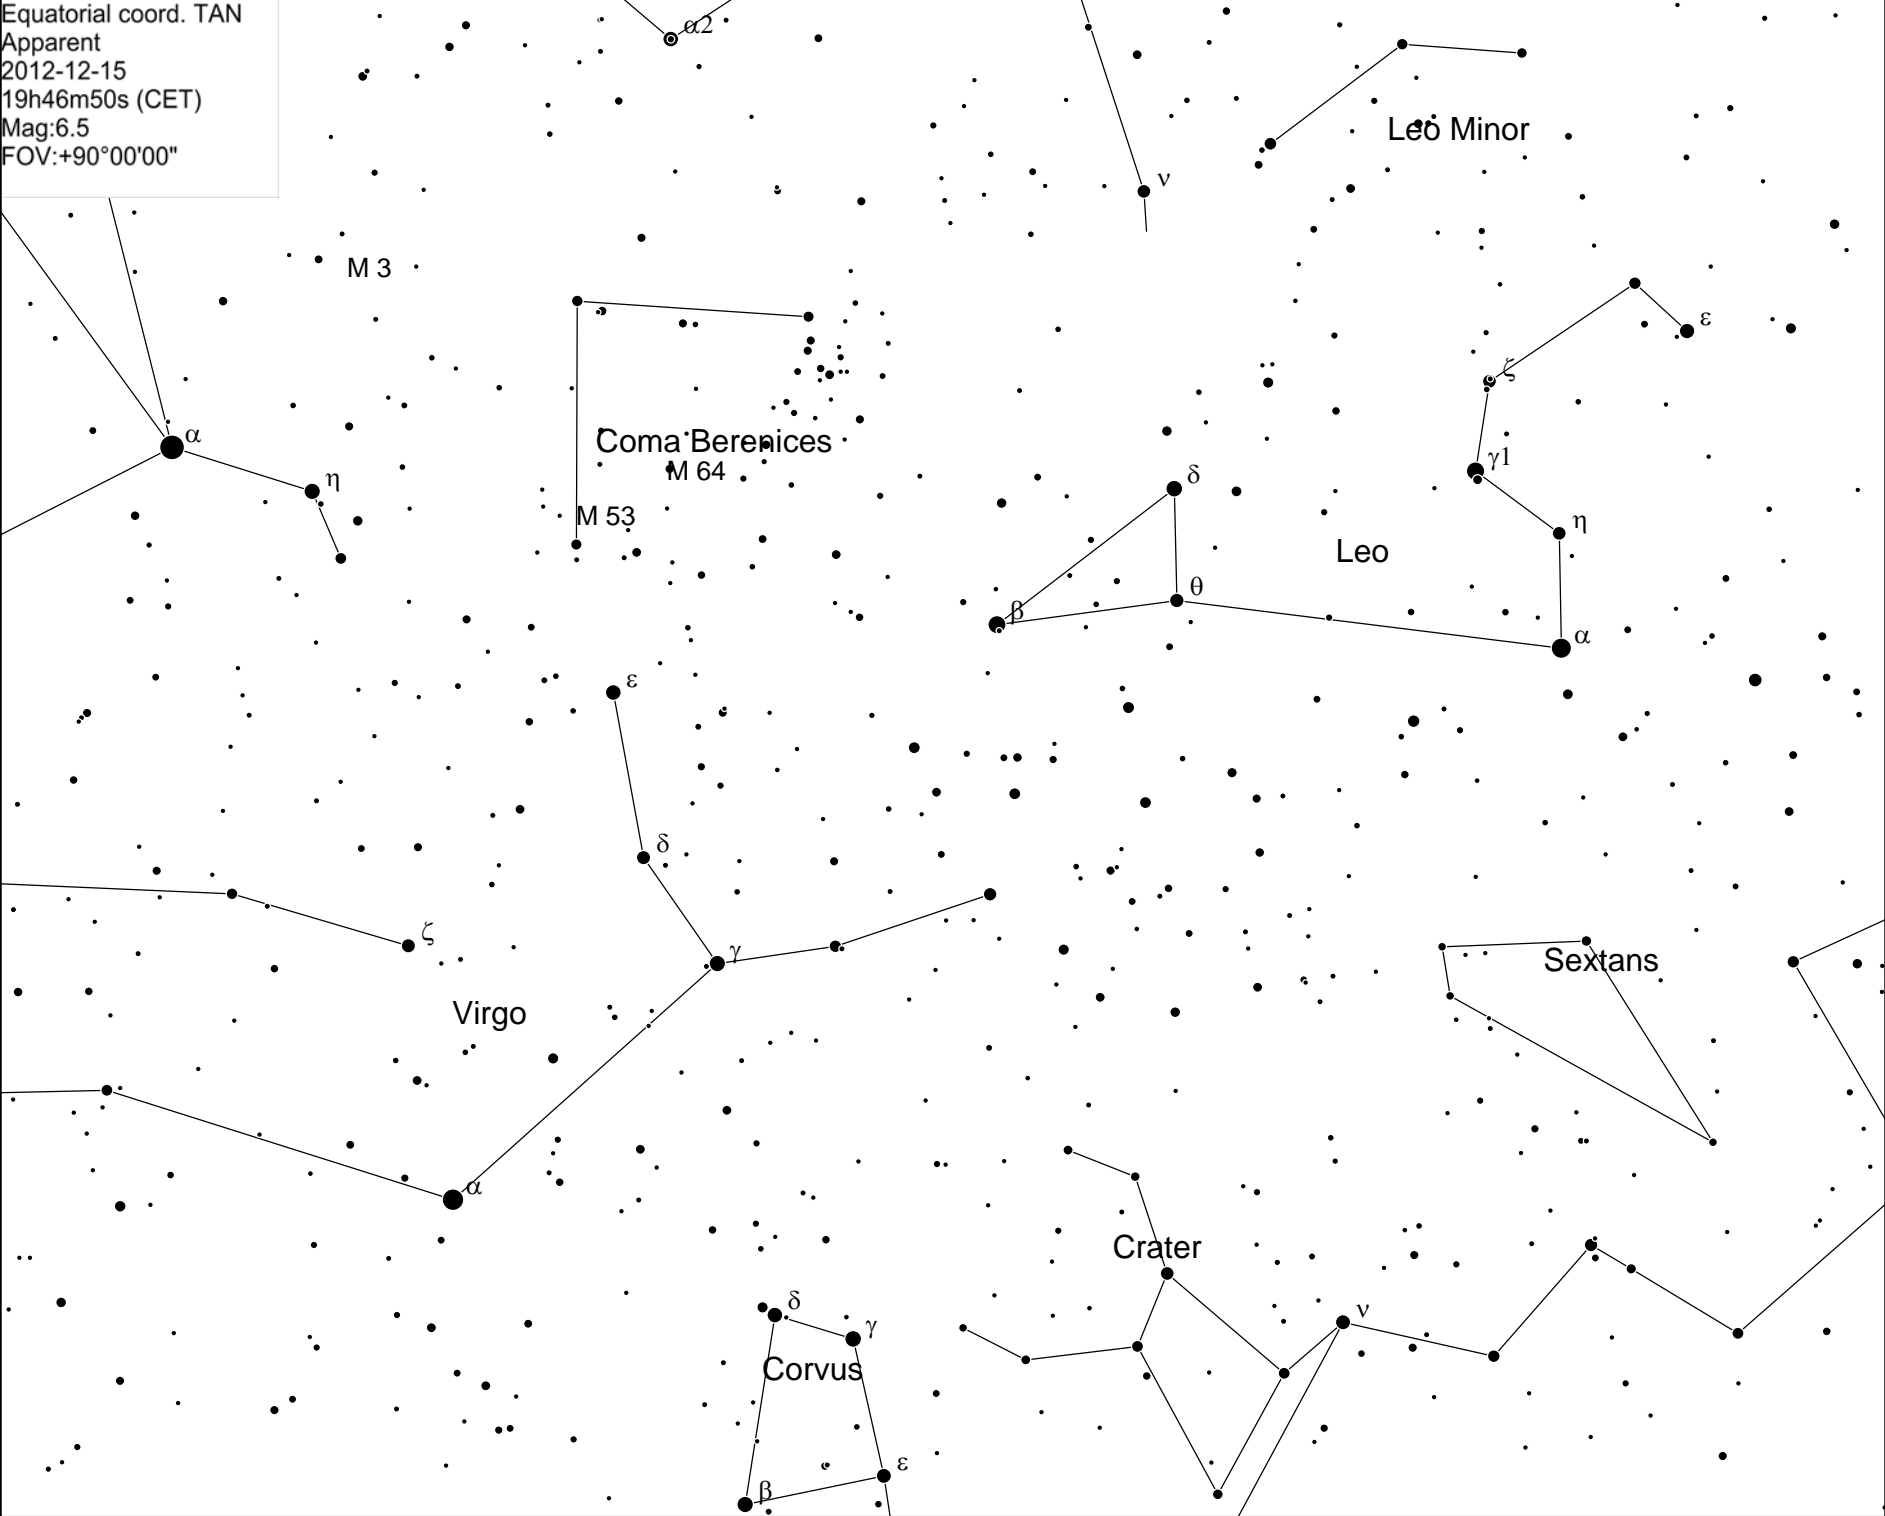 Equatorial coord. TAN
Apparent
2012-12-15
19h46m50s (CET)
Mag:6.5
FOV:+90°00'00"
α2
Leo Minor
ν
M 3
ε
ζ
α
Coma Berenices
γ1
M 64
δ
η
M 53
η
Leo
θ
β
α
ε
δ
ζ
γ
Sextans
Virgo
α
Crater
δ
ν
γ
Corvus
ε
β